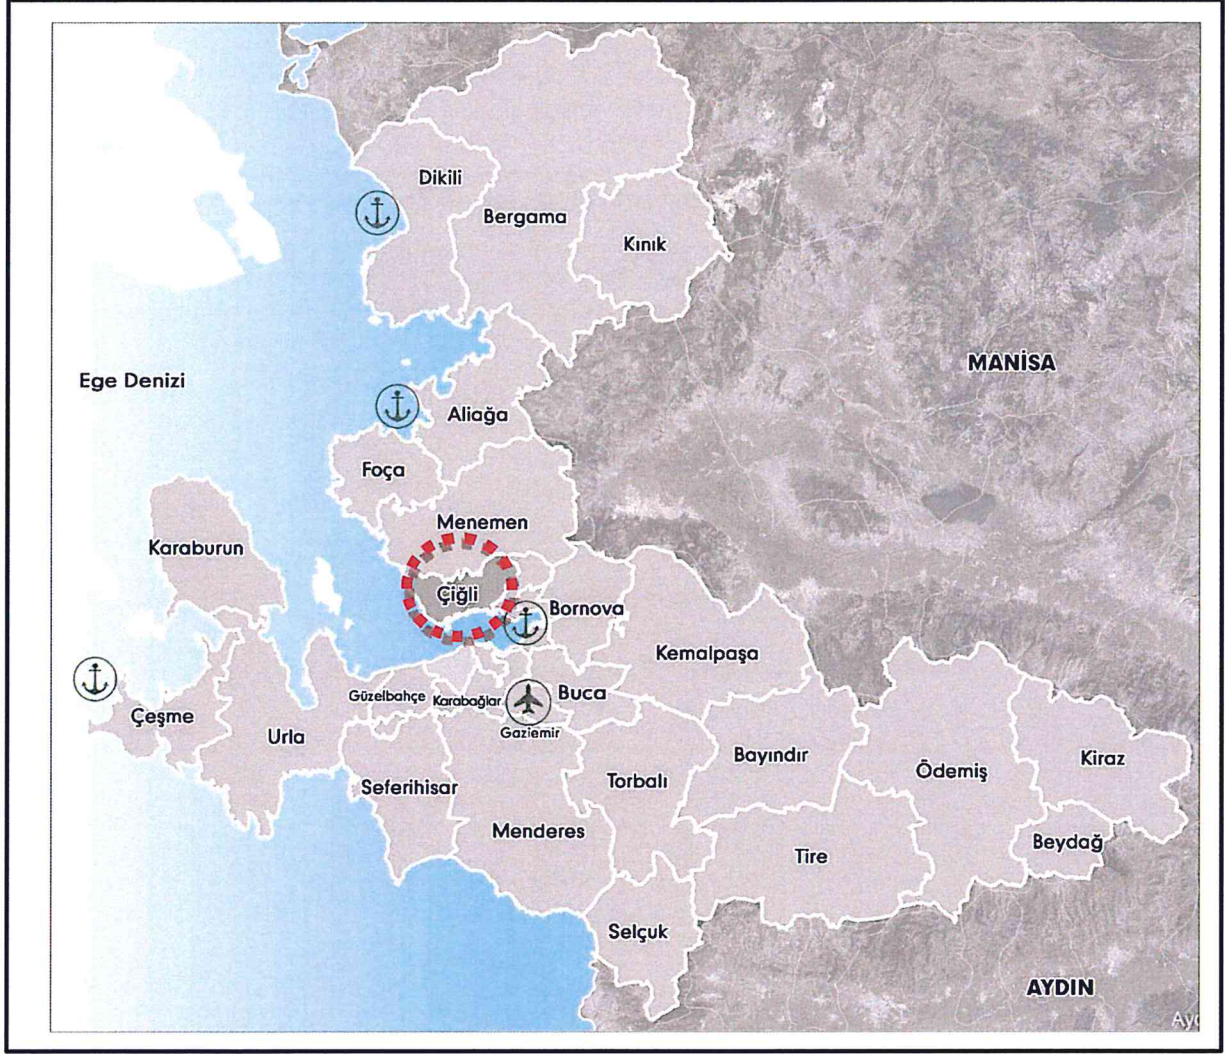 Dikili
Bergama
Kınık
MANİSA
Ege Denizi
Aliağa
Foça
Menemen
Karaburun
Çiğli
Bornova
Kemalpaşa
Güzelbahçe
Karabağlar
Buca
Çeşme
Gaziemir
Urla
Bayındır
Kiraz
Ödemiş
Seferihisar
Torbalı
Menderes
Beydağ
Tire
Selçuk
AYDIN
Ayd